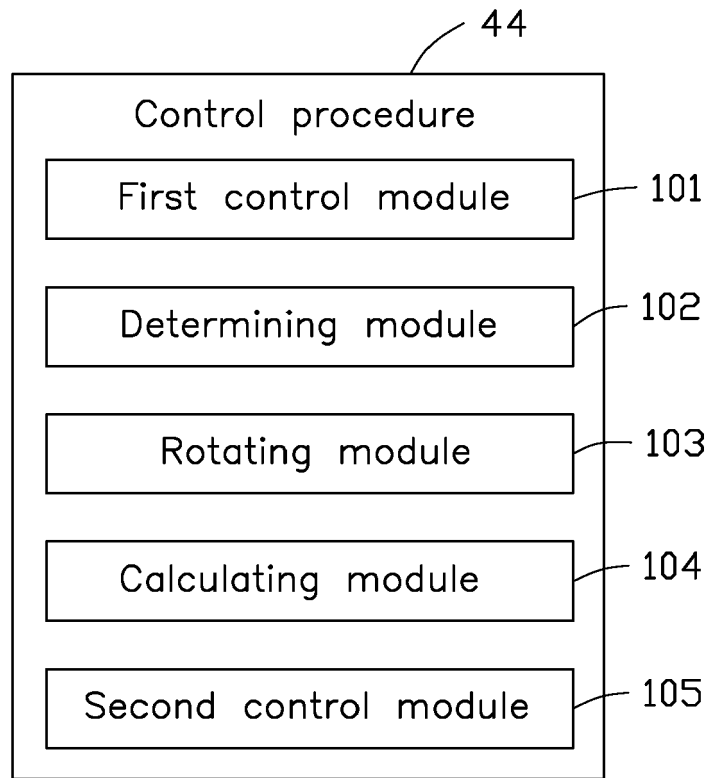 44
Control procedure
First control module 101
Determining module 102
Rotating module 103
Calculating module 104
Second control module 105